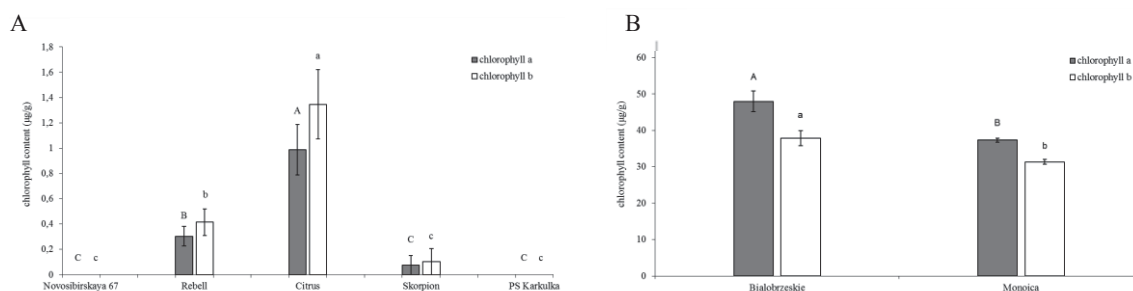 A
chlorophyll content (µg/g)
1,8
1,6
1,4
1,2
1
0,8
0,6
0,4
0,2
0
chlorophyll a
chlorophyll b
C c
B b
A a
C c
C c
Novosibirskaya 67 Rebell Citrus Skorpion PS Karkulka
B
chlorophyll content (µg/g)
60
50
40
30
20
10
0
chlorophyll a
chlorophyll b
A a
B b
Bialobrzeskie Monoica